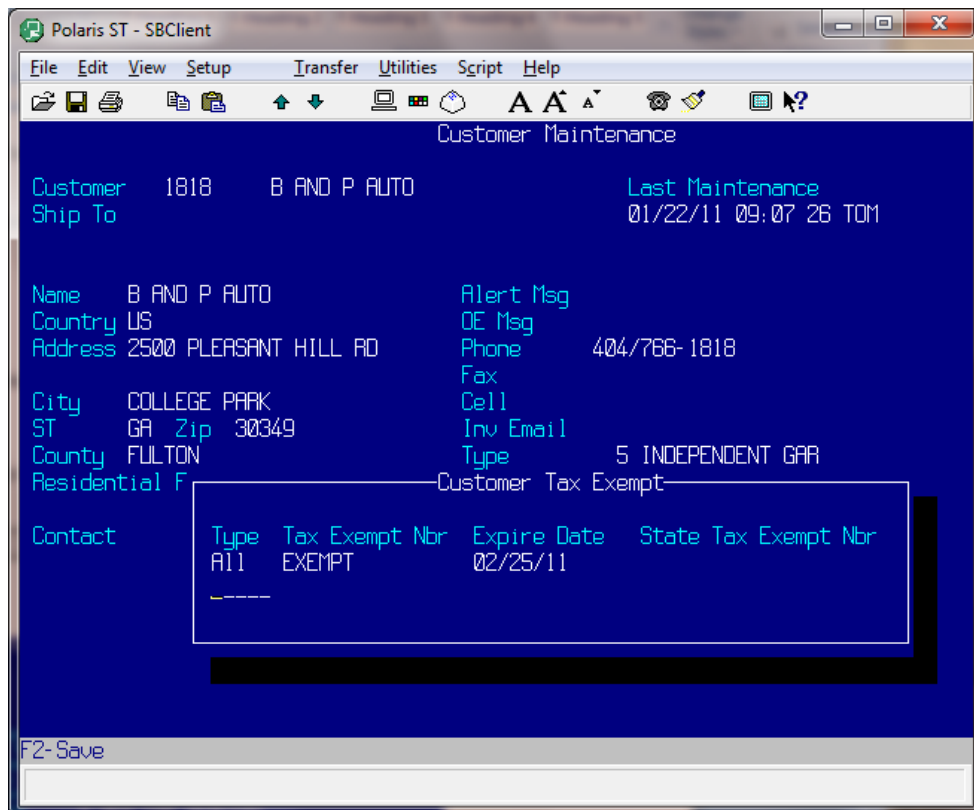 Polaris ST - SBClient
File Edit View Setup Transfer Utilities Script Help
A A A ?
Customer Maintenance
Customer 1818 B AND P AUTO Last Maintenance
Ship To 01/22/11 09:07 26 TOM
Name B AND P AUTO Alert Msg
Country US OE Msg
Address 2500 PLEASANT HILL RD Phone 404/766-1818
Fax
City COLLEGE PARK Cell
ST GA Zip 30349 Inv Email
County FULTON Type 5 INDEPENDENT GAR
Residential F Customer Tax Exempt
Contact Type Tax Exempt Nbr Expire Date State Tax Exempt Nbr
All EXEMPT 02/25/11
F2-Save